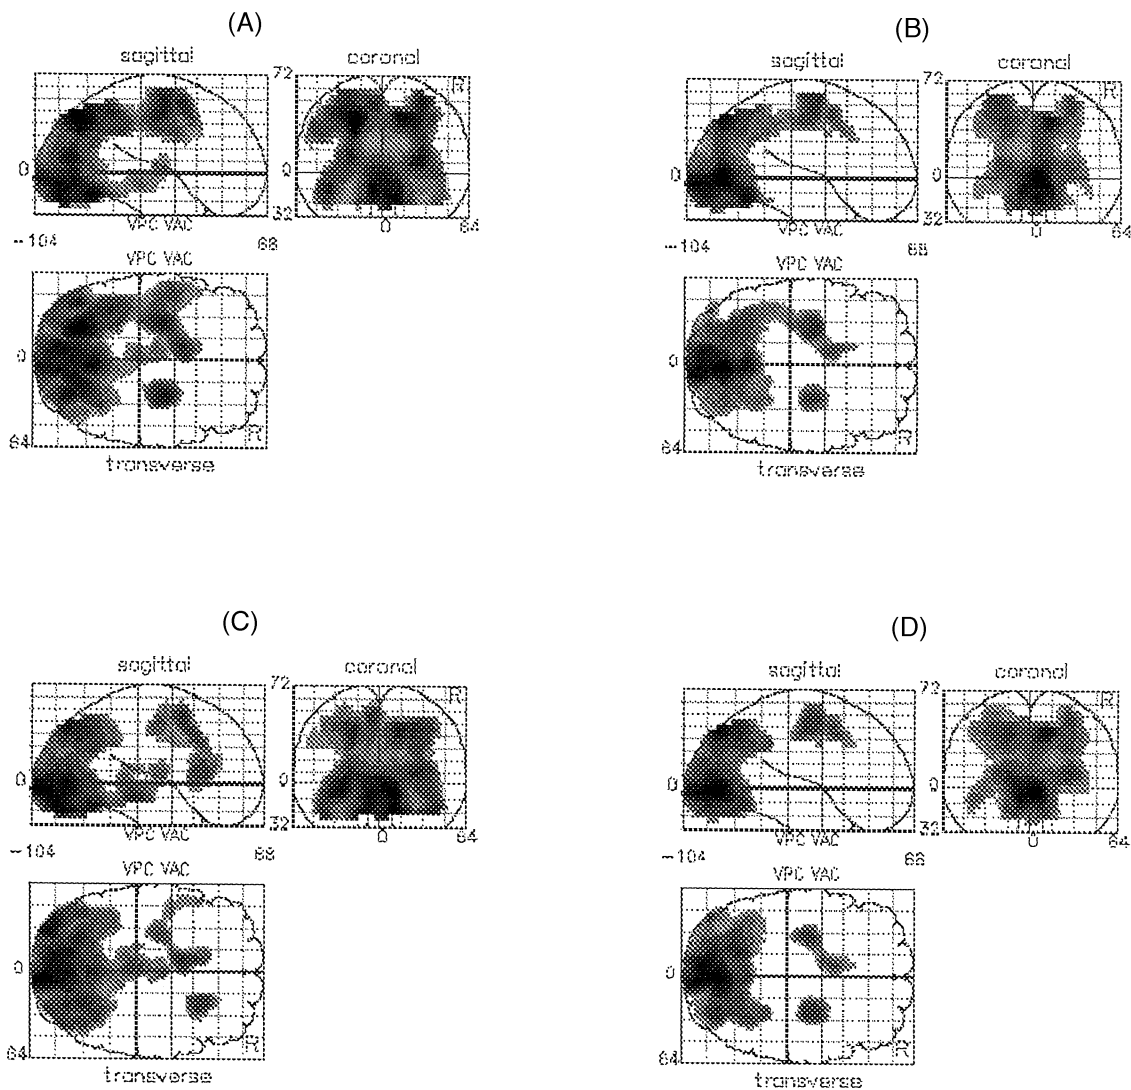 (A)
sagittal coronal
72
R
0 0
32
VPC VAC 0 64
-104 68
VPC VAC
0
64 R
transverse
(B)
sagittal coronal
72
R
0 0
32
VPC VAC 0 64
-104 68
VPC VAC
0
64 R
transverse
(C)
sagittal coronal
72
R
0 0
32
VPC VAC 0 64
-104 68
VPC VAC
0
64 R
transverse
(D)
sagittal coronal
72
R
0 0
32
VPC VAC 0 64
-104 68
VPC VAC
0
64 R
transverse